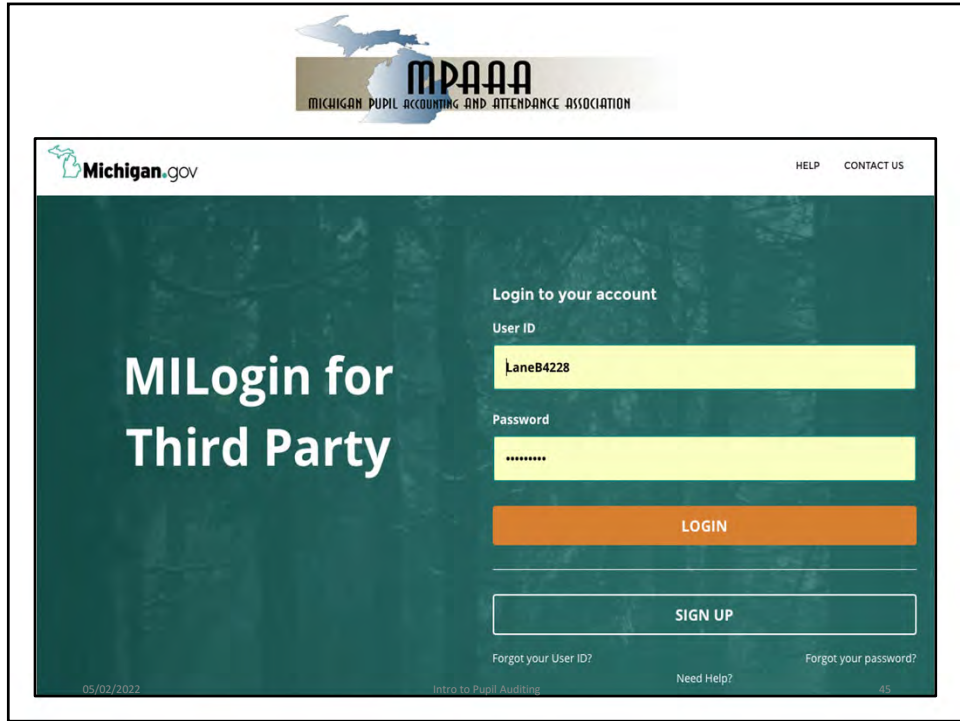 MPAAA
MICHIGAN PUPIL ACCOUNTING AND ATTENDANCE ASSOCIATION
Michigan.gov
HELP CONTACT US
Login to your account
User ID
LaneB4228
MILogin for
Third Party
Password
•••••••••
LOGIN
SIGN UP
Forgot your User ID? Forgot your password?
Need Help?
05/02/2022 Intro to Pupil Auditing 45